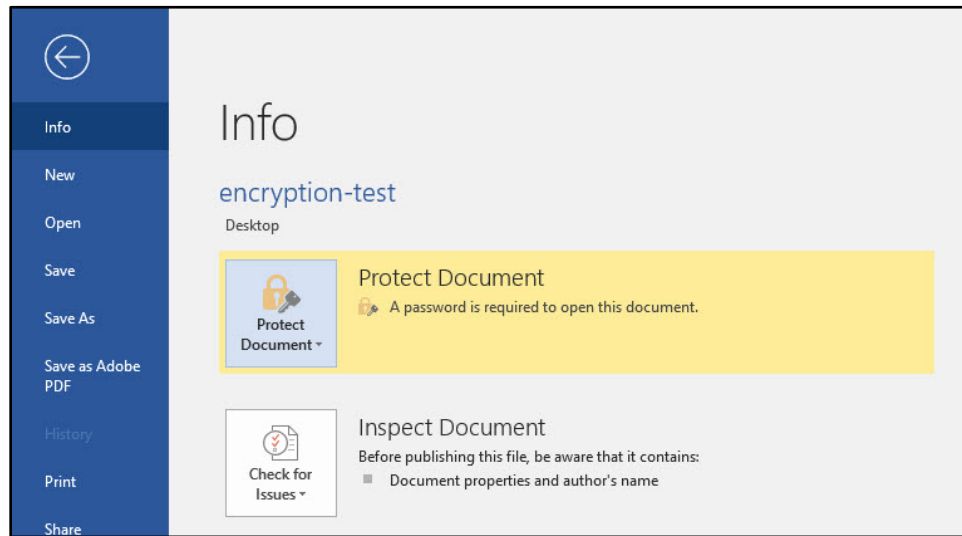 Info
New
Open
Save
Save As
Save as Adobe
PDF
History
Print
Share
Info
encryption-test
Desktop
Protect
Document
Protect Document
A password is required to open this document.
Check for
Issues
Inspect Document
Before publishing this file, be aware that it contains:
Document properties and author's name